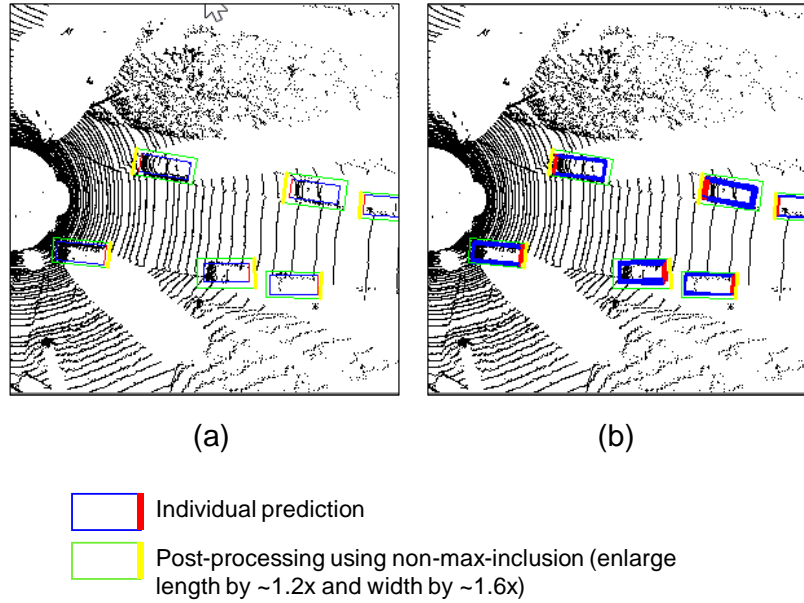 (a)
(b)
Individual prediction
Post-processing using non-max-inclusion (enlarge
length by ~1.2x and width by ~1.6x)